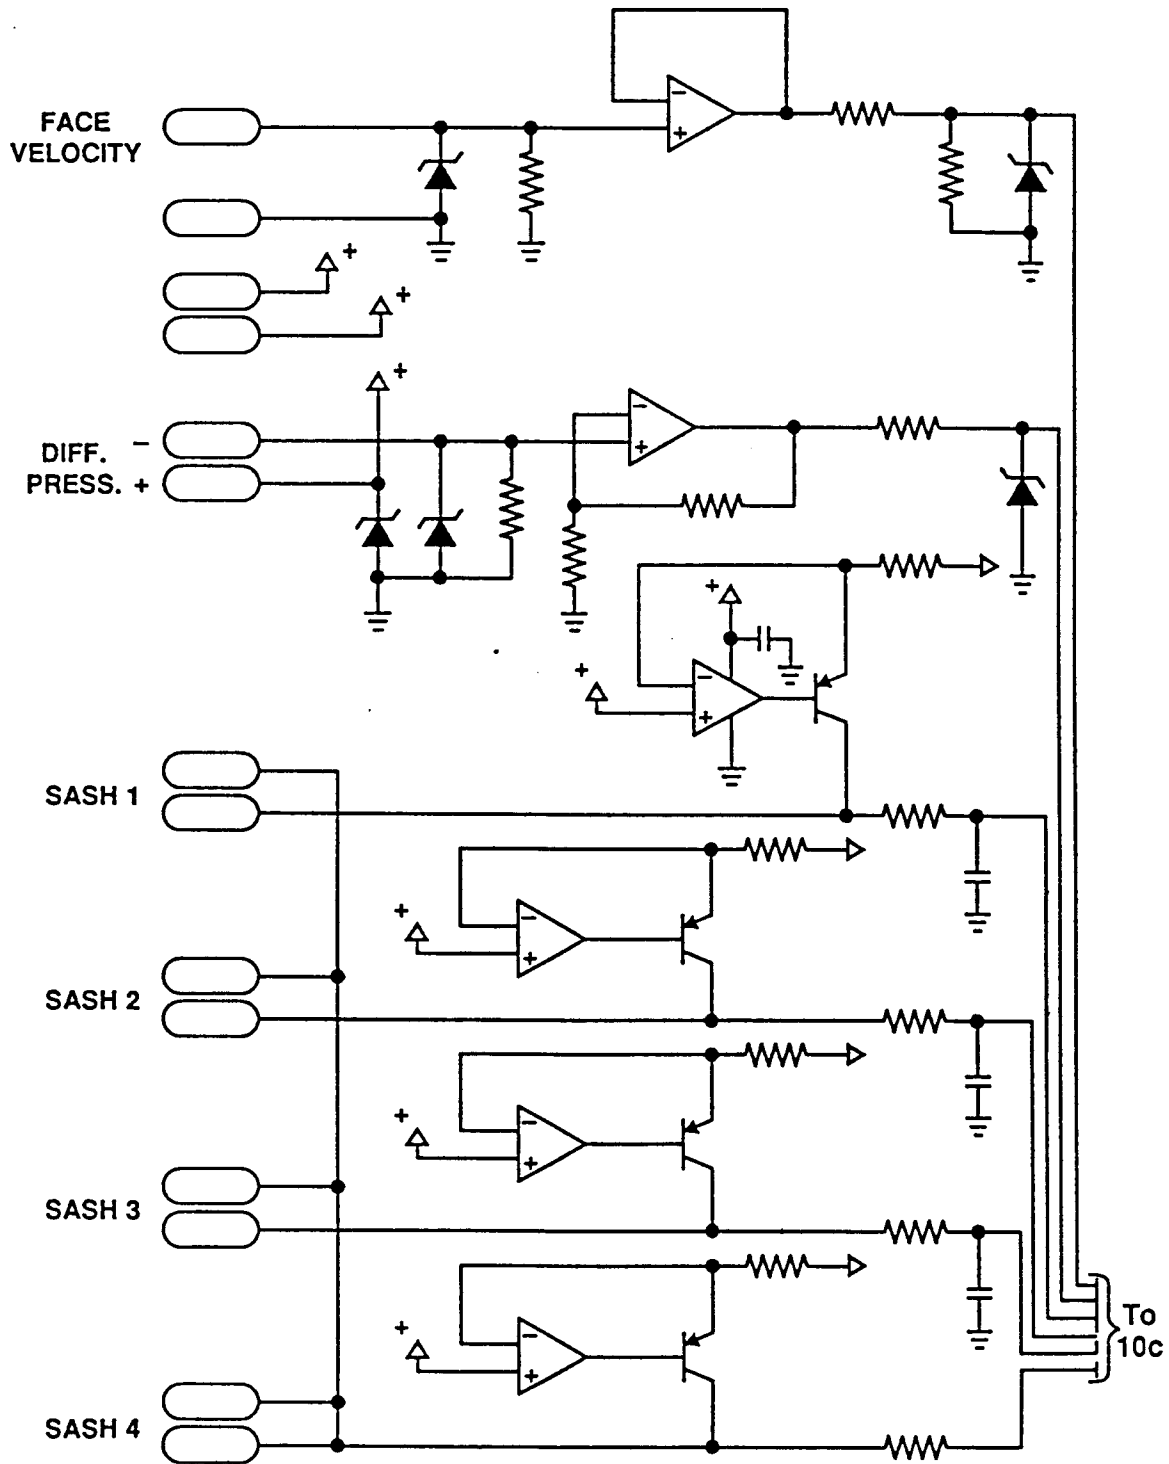 FACE
VELOCITY
+
+
+
DIFF. −
PRESS. +
− +
− +
+
+
− +
SASH 1
+
− +
SASH 2
+
− +
SASH 3
+
− +
SASH 4
To
10c